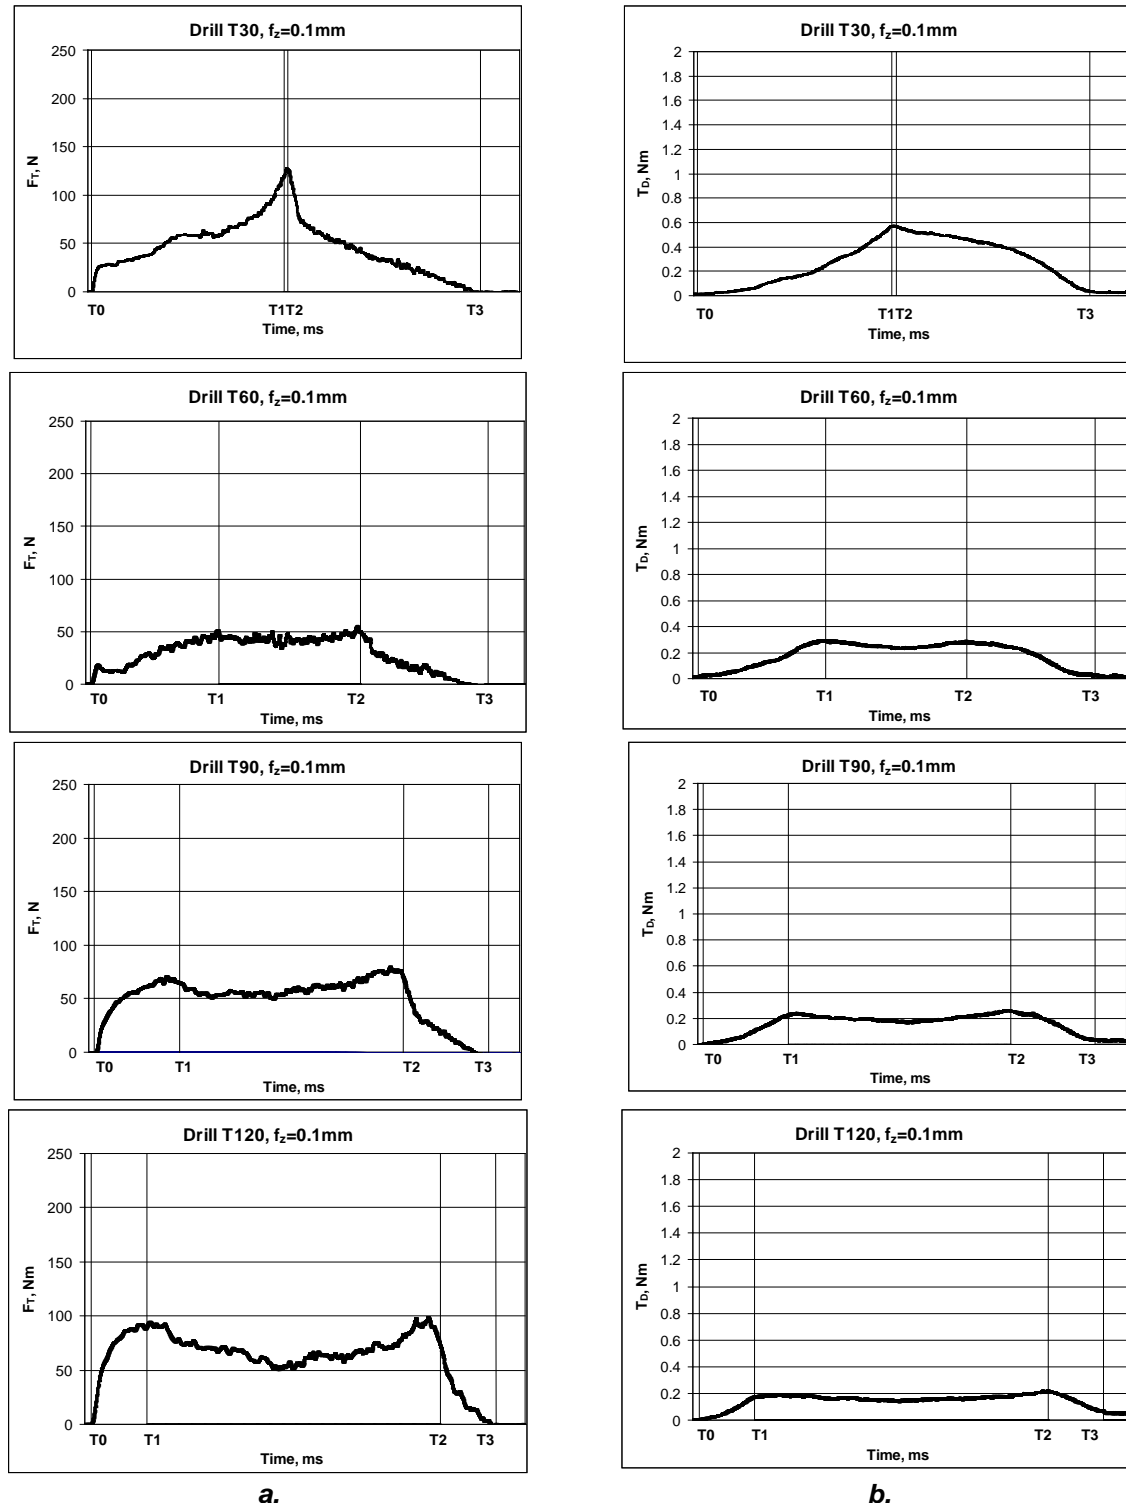 Drill T30, fz=0.1mm
250
200
150
100
50
0
FT, N
T0 T1T2 T3
Time, ms
Drill T30, fz=0.1mm
2
1.8
1.6
1.4
1.2
1
0.8
0.6
0.4
0.2
0
TD, Nm
T0 T1T2 T3
Time, ms
Drill T60, fz=0.1mm
250
200
150
100
50
0
FT, N
T0 T1 T2 T3
Time, ms
Drill T60, fz=0.1mm
2
1.8
1.6
1.4
1.2
1
0.8
0.6
0.4
0.2
0
TD, Nm
T0 T1 T2 T3
Time, ms
Drill T90, fz=0.1mm
250
200
150
100
50
0
FT, N
T0 T1 T2 T3
Time, ms
Drill T90, fz=0.1mm
2
1.8
1.6
1.4
1.2
1
0.8
0.6
0.4
0.2
0
TD, Nm
T0 T1 T2 T3
Time, ms
Drill T120, fz=0.1mm
250
200
150
100
50
0
FT, Nm
T0 T1 T2 T3
Time, ms
Drill T120, fz=0.1mm
2
1.8
1.6
1.4
1.2
1
0.8
0.6
0.4
0.2
0
TD, Nm
T0 T1 T2 T3
Time, ms
a. b.